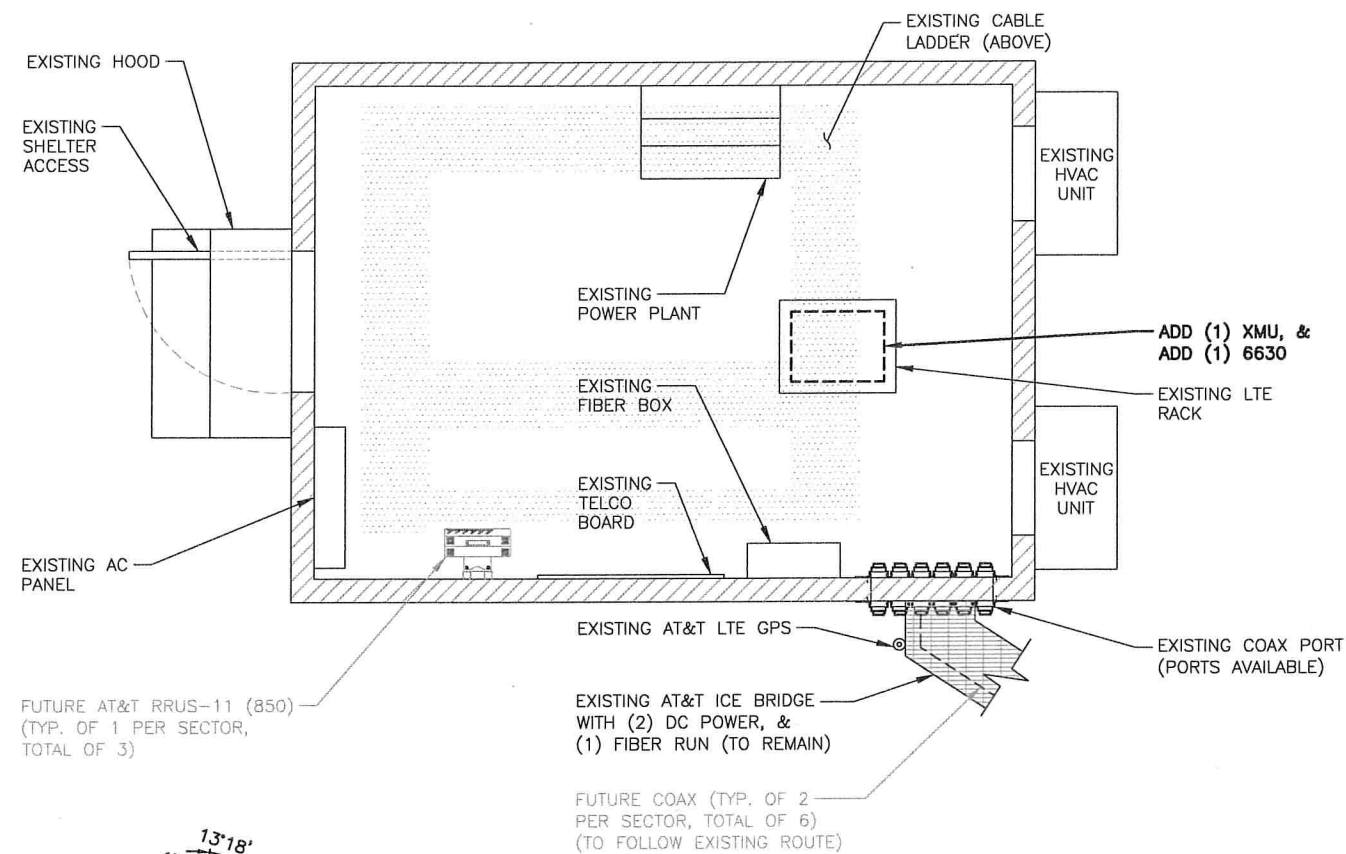 EXISTING CABLE
LADDER (ABOVE)
EXISTING HOOD
EXISTING
SHELTER
ACCESS
EXISTING
HVAC
UNIT
EXISTING
POWER PLANT
ADD (1) XMU, &
ADD (1) 6630
EXISTING
FIBER BOX
EXISTING LTE
RACK
EXISTING
TELCO
BOARD
EXISTING
HVAC
UNIT
EXISTING AC
PANEL
EXISTING AT&T LTE GPS
EXISTING COAX PORT
(PORTS AVAILABLE)
FUTURE AT&T RRUS-11 (850)
(TYP. OF 1 PER SECTOR,
TOTAL OF 3)
EXISTING AT&T ICE BRIDGE
WITH (2) DC POWER, &
(1) FIBER RUN (TO REMAIN)
FUTURE COAX (TYP. OF 2
PER SECTOR, TOTAL OF 6)
(TO FOLLOW EXISTING ROUTE)
13°18'